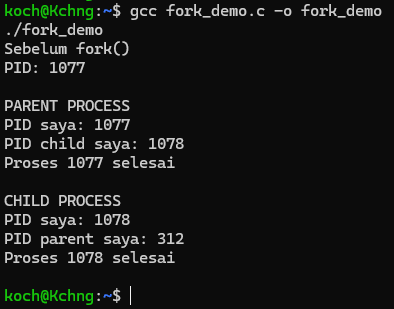 koch@Kchng:~$ gcc fork_demo.c -o fork_demo
./fork_demo
Sebelum fork()
PID: 1077
PARENT PROCESS
PID saya: 1077
PID child saya: 1078
Proses 1077 selesai
CHILD PROCESS
PID saya: 1078
PID parent saya: 312
Proses 1078 selesai
koch@Kchng:~$